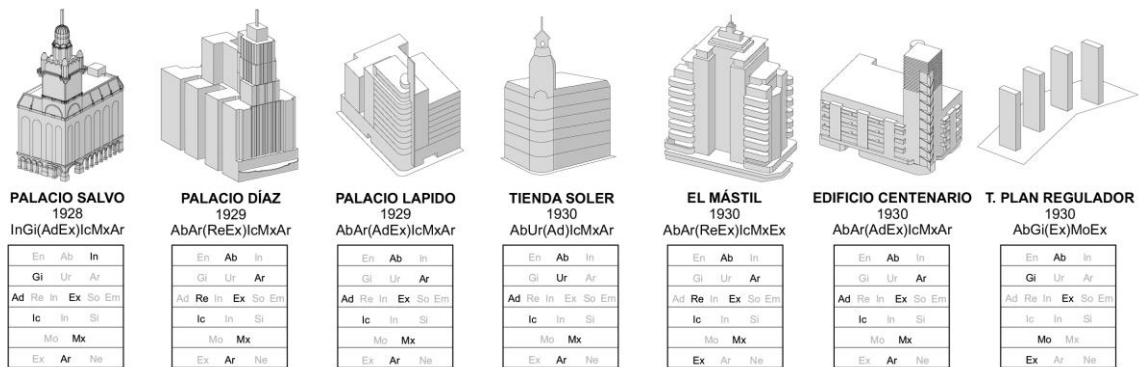 PALACIO SALVO
1928
InGi(AdEx)IcMxAr
En Ab In
Gi Ur Ar
Ad Re In Ex So Em
Ic In Si
Mo Mx
Ex Ar Ne
PALACIO DÍAZ
1929
AbAr(ReEx)IcMxAr
En Ab In
Gi Ur Ar
Ad Re In Ex So Em
Ic In Si
Mo Mx
Ex Ar Ne
PALACIO LAPIDO
1929
AbAr(AdEx)IcMxAr
En Ab In
Gi Ur Ar
Ad Re In Ex So Em
Ic In Si
Mo Mx
Ex Ar Ne
TIENDA SOLER
1930
AbUr(Ad)IcMxAr
En Ab In
Gi Ur Ar
Ad Re In Ex So Em
Ic In Si
Mo Mx
Ex Ar Ne
EL MÁSTIL
1930
AbAr(ReEx)IcMxEx
En Ab In
Gi Ur Ar
Ad Re In Ex So Em
Ic In Si
Mo Mx
Ex Ar Ne
EDIFICIO CENTENARIO
1930
AbAr(AdEx)IcMxAr
En Ab In
Gi Ur Ar
Ad Re In Ex So Em
Ic In Si
Mo Mx
Ex Ar Ne
T. PLAN REGULADOR
1930
AbGi(Ex)MoEx
En Ab In
Gi Ur Ar
Ad Re In Ex So Em
Ic In Si
Mo Mx
Ex Ar Ne